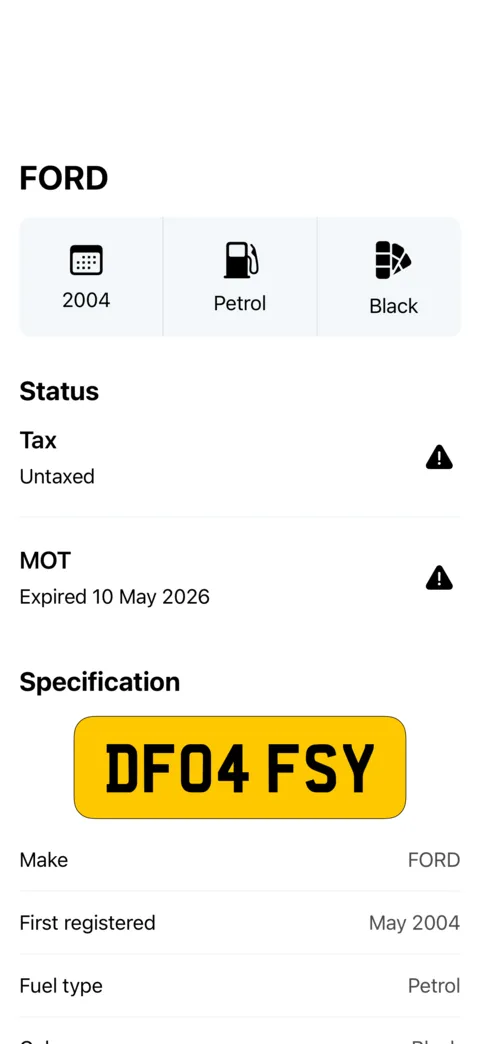 FORD
2004
Petrol
Black
Status
Tax
Untaxed
MOT
Expired 10 May 2026
Specification
DF04 FSY
Make FORD
First registered May 2004
Fuel type Petrol